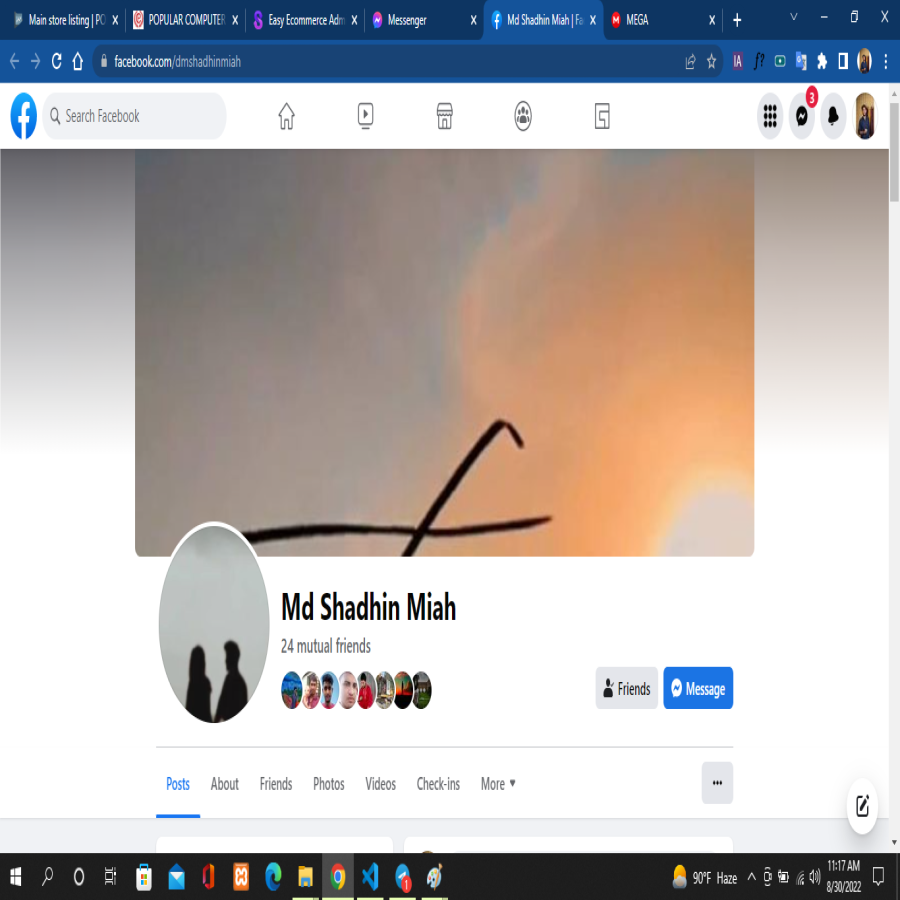 Main store listing | PO
POPULAR COMPUTER
Easy Ecommerce Adm
Messenger
Md Shadhin Miah | Fa
MEGA
facebook.com/dmshadhinmiah
IA
f?
Search Facebook
3
Md Shadhin Miah
24 mutual friends
Friends
Message
Posts About Friends Photos Videos Check-ins More
90°F Haze
11:17 AM
8/30/2022